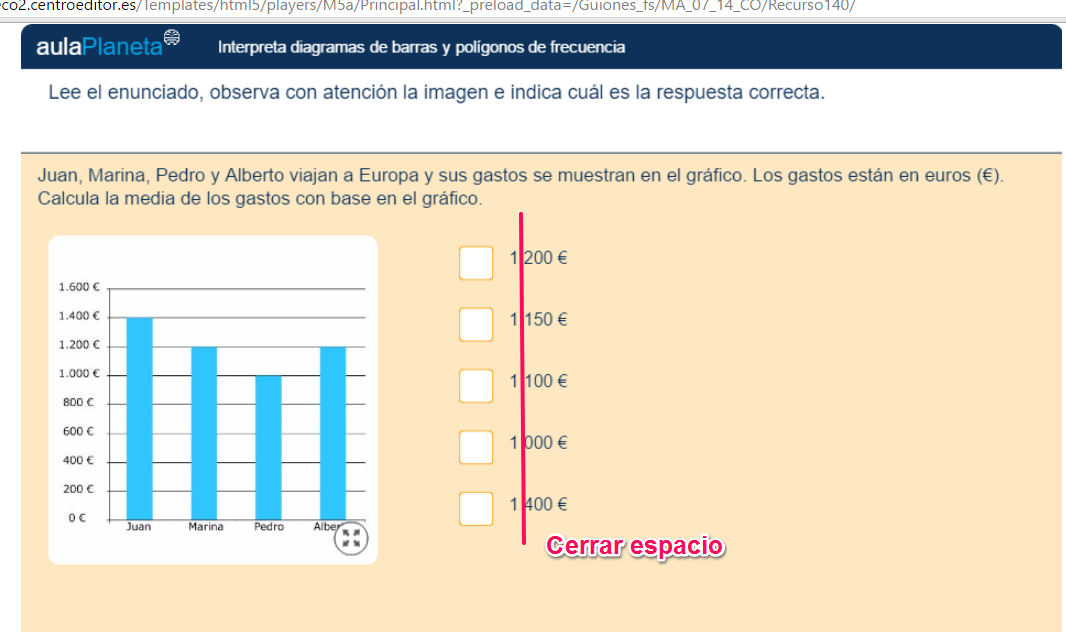 eco2.centroeditor.es/Templates/html5/players/M5a/Principal.html?_preload_data=/Guiones_fs/MA_07_14_CO/Recurso140/
aulaPlaneta Interpreta diagramas de barras y polígonos de frecuencia
Lee el enunciado, observa con atención la imagen e indica cuál es la respuesta correcta.
Juan, Marina, Pedro y Alberto viajan a Europa y sus gastos se muestran en el gráfico. Los gastos están en euros (€).
Calcula la media de los gastos con base en el gráfico.
1.600 €
1.400 €
1.200 €
1.000 €
800 €
600 €
400 €
200 €
0 €
Juan Marina Pedro
1 200 €
1 150 €
1 100 €
1 000 €
1 400 €
Cerrar espacio